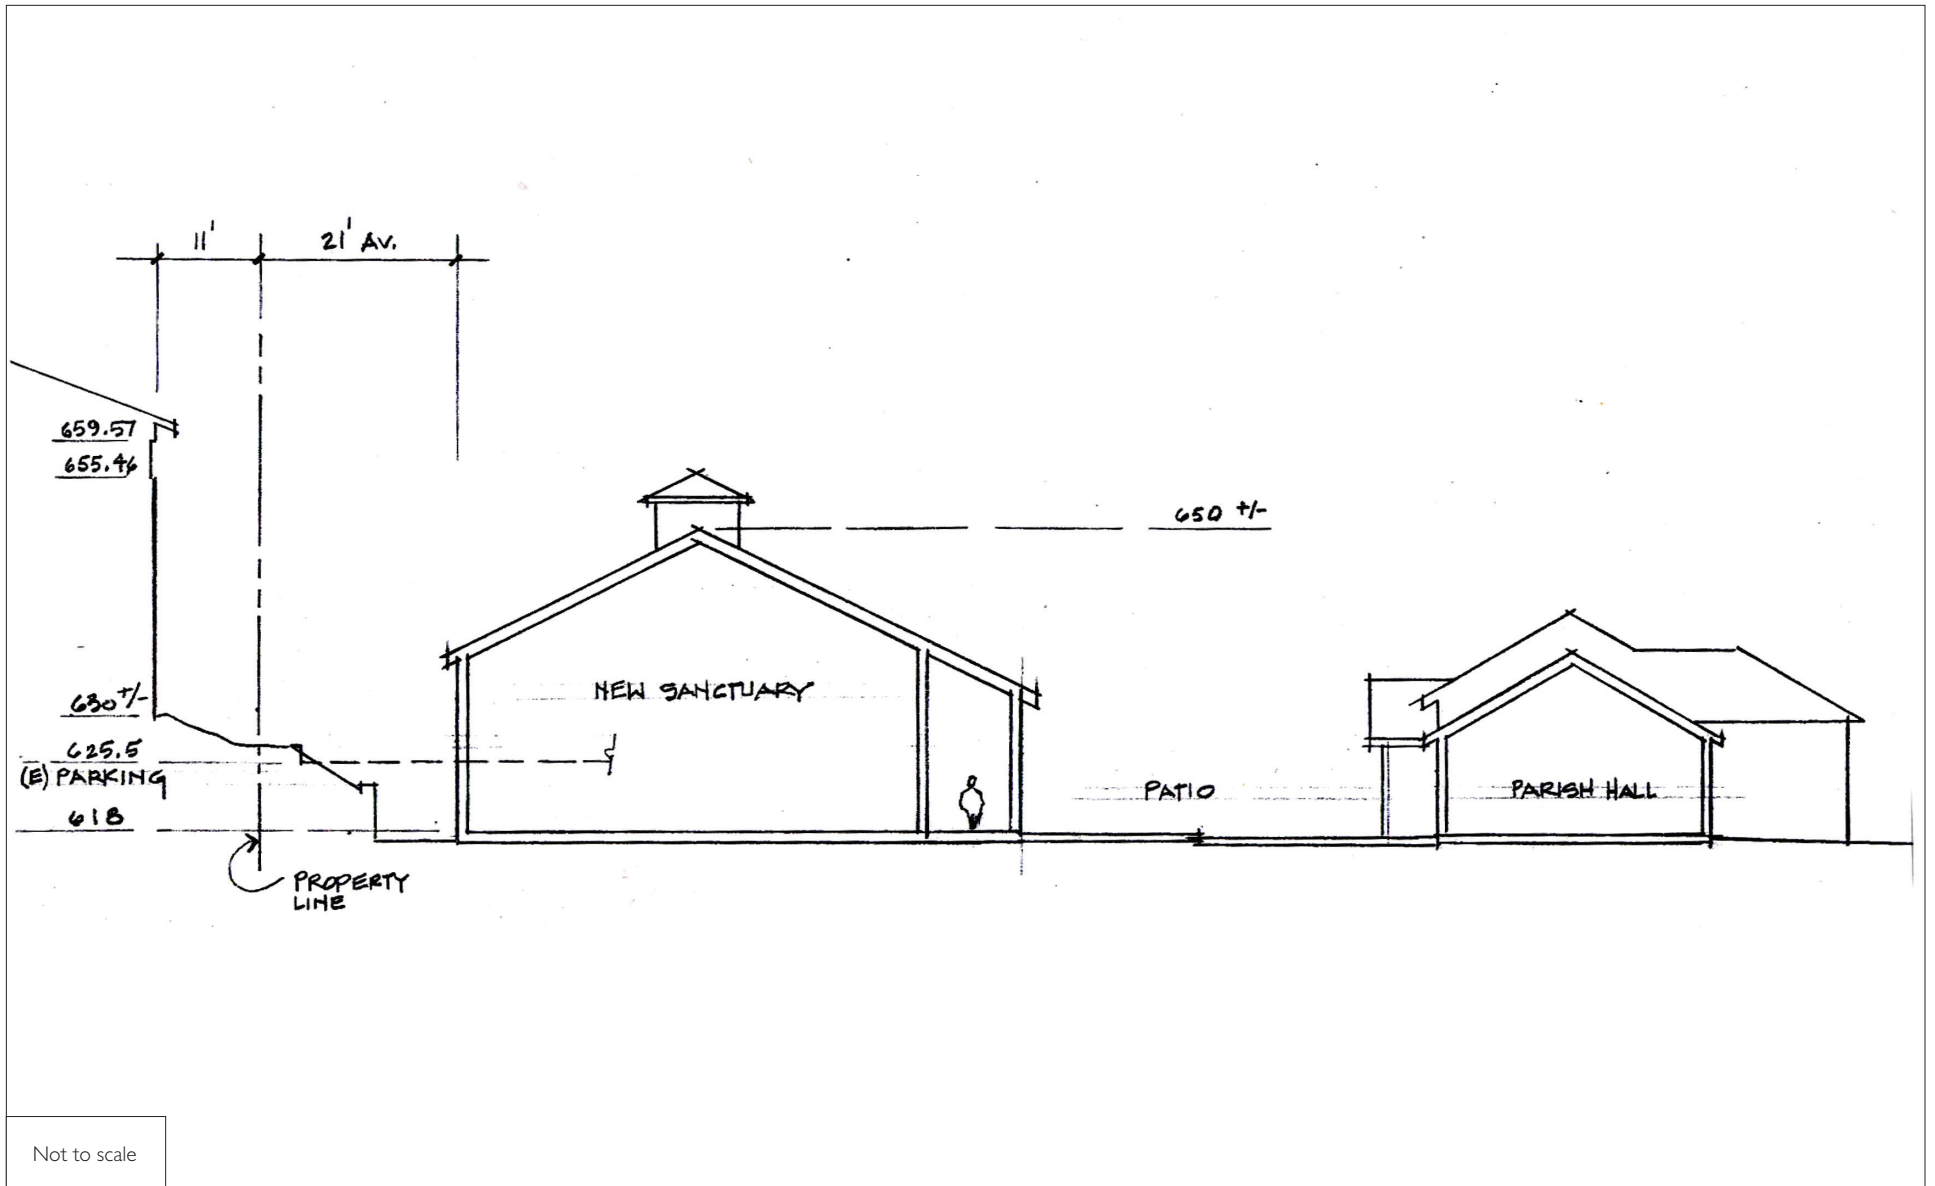 11'
21' AV.
659.57
655.46
650 +/-
NEW SANCTUARY
630 +/-
625.5
(E) PARKING
618
PATIO
PARISH HALL
PROPERTY
LINE
Not to scale